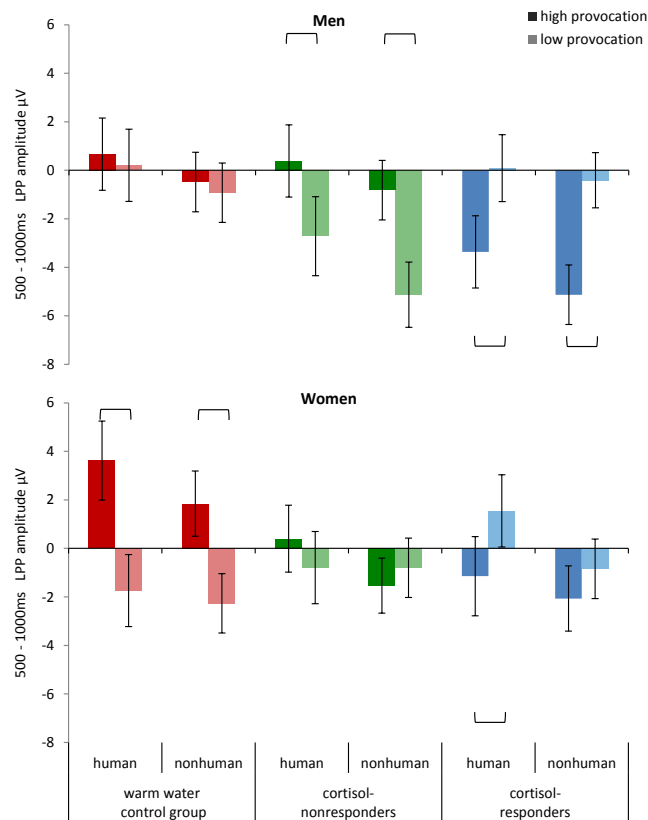 Men
high provocation
low provocation
500 - 1000ms  LPP amplitude µV
6
4
2
0
-2
-4
-6
-8
Women
500 - 1000ms  LPP amplitude µV
6
4
2
0
-2
-4
-6
-8
human nonhuman human nonhuman human nonhuman
warm water cortisol- cortisol-
control group nonresponders responders